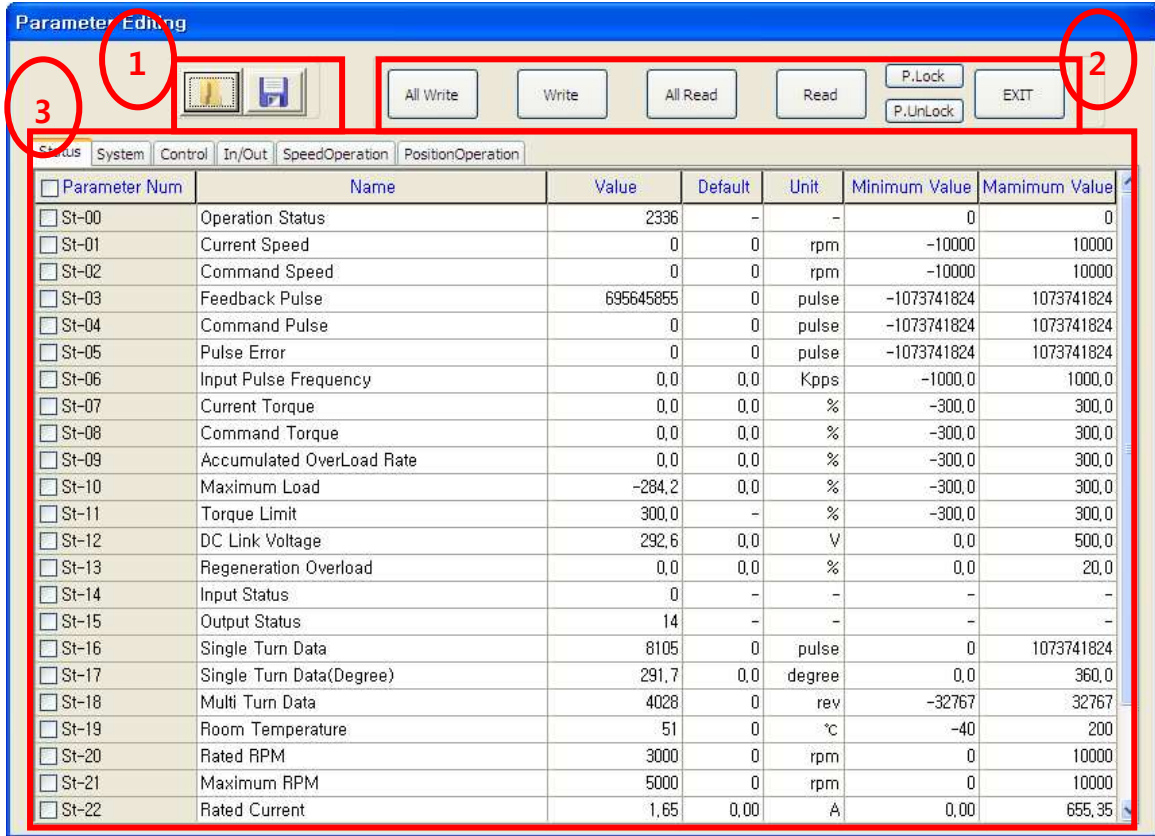 Parameter Editing
1
2
3
All Write Write All Read Read P.Lock P.UnLock EXIT
Status System Control In/Out SpeedOperation PositionOperation
Parameter Num Name Value Default Unit Minimum Value Mamimum Value
St-00 Operation Status 2336 - - 0 0
St-01 Current Speed 0 0 rpm -10000 10000
St-02 Command Speed 0 0 rpm -10000 10000
St-03 Feedback Pulse 695645855 0 pulse -1073741824 1073741824
St-04 Command Pulse 0 0 pulse -1073741824 1073741824
St-05 Pulse Error 0 0 pulse -1073741824 1073741824
St-06 Input Pulse Frequency 0,0 0,0 Kpps -1000,0 1000,0
St-07 Current Torque 0,0 0,0 % -300,0 300,0
St-08 Command Torque 0,0 0,0 % -300,0 300,0
St-09 Accumulated OverLoad Rate 0,0 0,0 % -300,0 300,0
St-10 Maximum Load -284,2 0,0 % -300,0 300,0
St-11 Torque Limit 300,0 - % -300,0 300,0
St-12 DC Link Voltage 292,6 0,0 V 0,0 500,0
St-13 Regeneration Overload 0,0 0,0 % 0,0 20,0
St-14 Input Status 0 - - - -
St-15 Output Status 14 - - - -
St-16 Single Turn Data 8105 0 pulse 0 1073741824
St-17 Single Turn Data(Degree) 291,7 0,0 degree 0,0 360,0
St-18 Multi Turn Data 4028 0 rev -32767 32767
St-19 Room Temperature 51 0 ℃ -40 200
St-20 Rated RPM 3000 0 rpm 0 10000
St-21 Maximum RPM 5000 0 rpm 0 10000
St-22 Rated Current 1,65 0,00 A 0,00 655,35